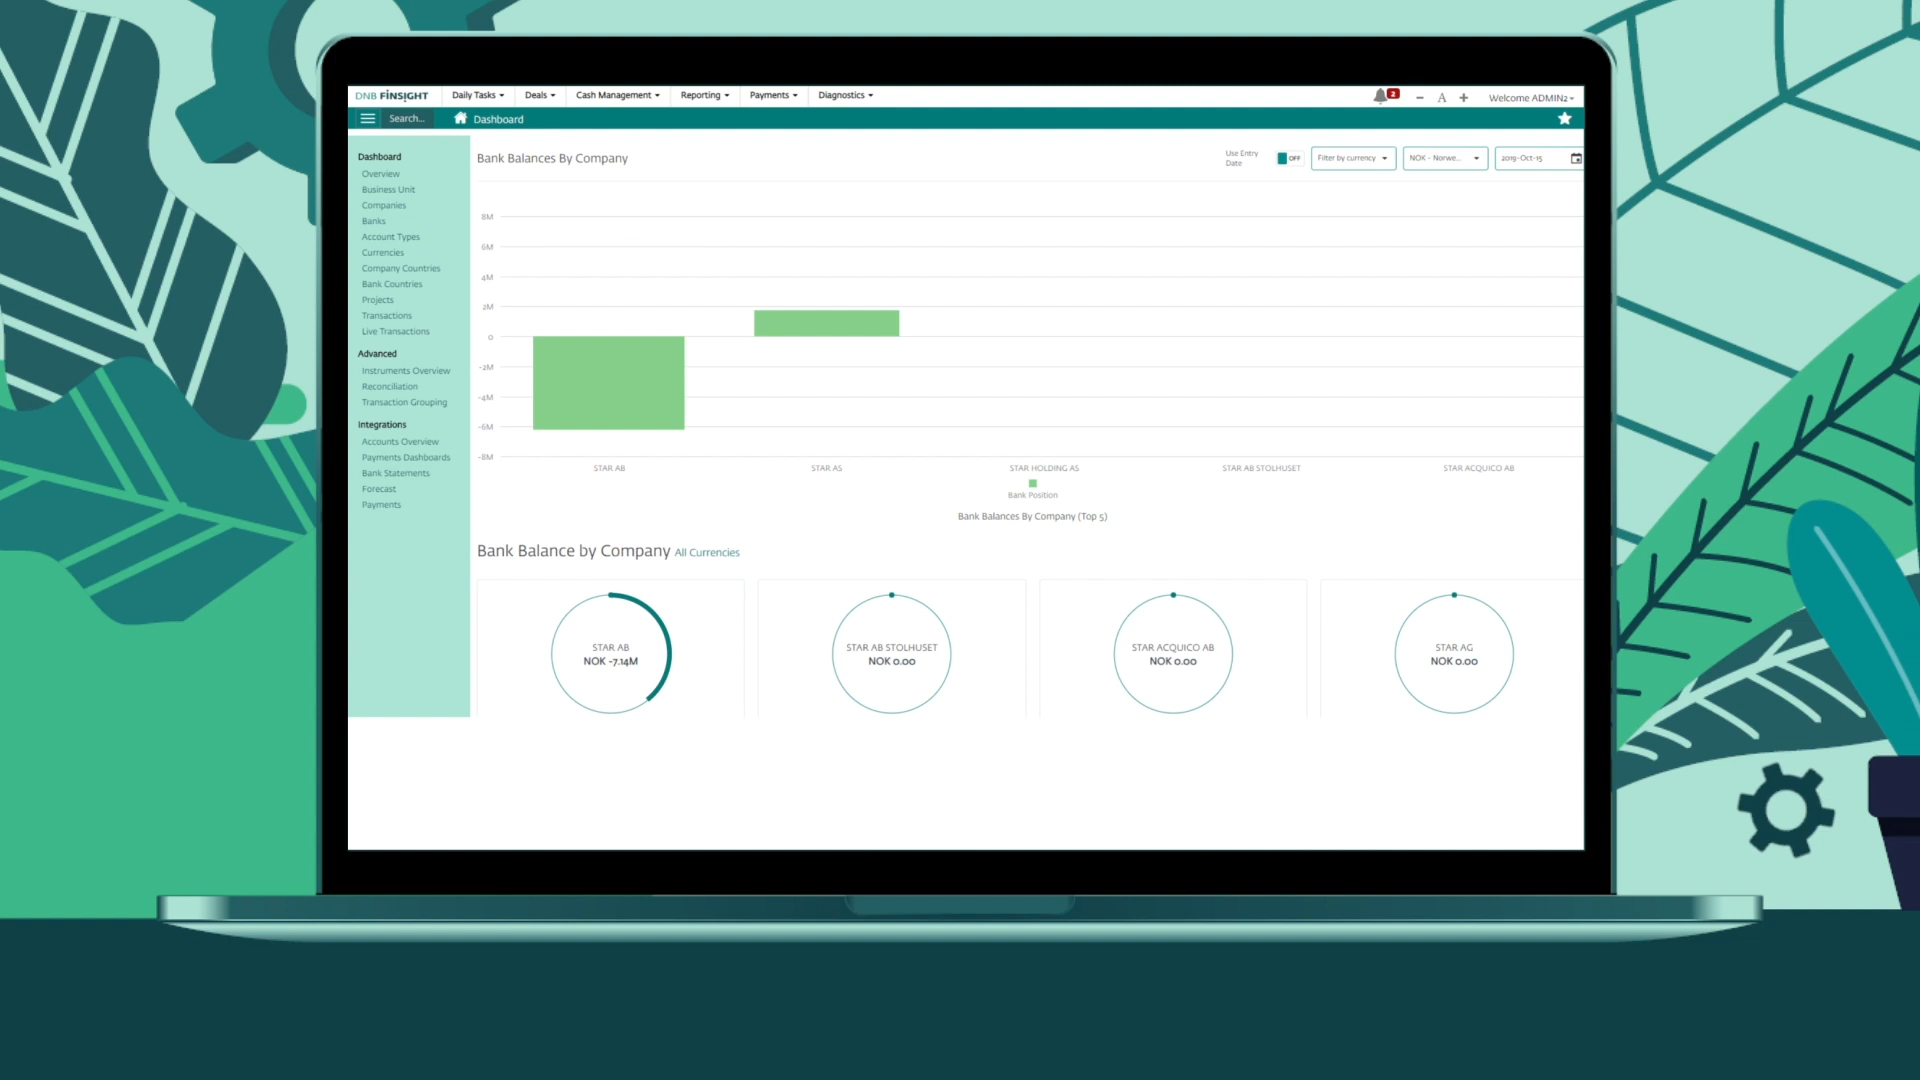 DNB FINSIGHT
Daily Tasks
Deals
Cash Management
Reporting
Payments
Diagnostics
2
A
Welcome ADMIN2
Search...
Dashboard
Dashboard
Overview
Business Unit
Companies
Banks
Account Types
Currencies
Company Countries
Bank Countries
Projects
Transactions
Live Transactions
Advanced
Instruments Overview
Reconciliation
Transaction Grouping
Integrations
Accounts Overview
Payments Dashboards
Bank Statements
Forecast
Payments
Bank Balances By Company
Use Entry
Date
OFF
Filter by currency
NOK - Norwe...
2019-Oct-15
8M
6M
4M
2M
0
-2M
-4M
-6M
-8M
STAR AB
STAR AS
STAR HOLDING AS
STAR AB STOLHUSET
STAR ACQUICO AB
Bank Position
Bank Balances By Company (Top 5)
Bank Balance by Company All Currencies
STAR AB
NOK -7.14M
STAR AB STOLHUSET
NOK 0.00
STAR ACQUICO AB
NOK 0.00
STAR AG
NOK 0.00